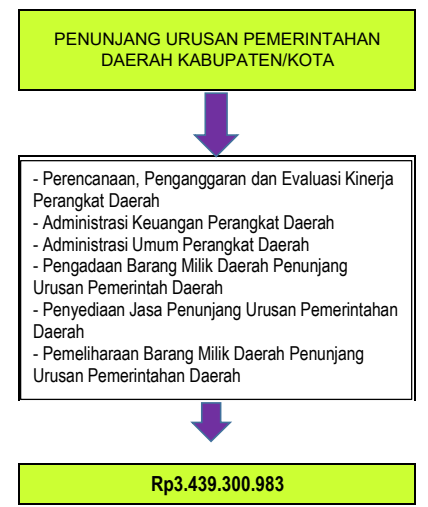 PENUNJANG URUSAN PEMERINTAHAN
DAERAH KABUPATEN/KOTA
- Perencanaan, Penganggaran dan Evaluasi Kinerja
Perangkat Daerah
- Administrasi Keuangan Perangkat Daerah
- Administrasi Umum Perangkat Daerah
- Pengadaan Barang Milik Daerah Penunjang
Urusan Pemerintah Daerah
- Penyediaan Jasa Penunjang Urusan Pemerintahan
Daerah
- Pemeliharaan Barang Milik Daerah Penunjang
Urusan Pemerintahan Daerah
Rp3.439.300.983